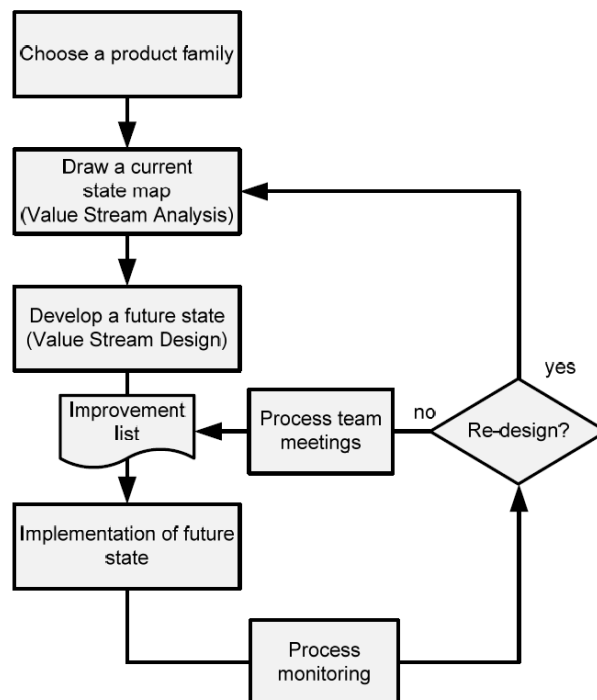 Choose a product family
Draw a current
state map
(Value Stream Analysis)
Develop a future state
(Value Stream Design)
yes
Improvement
list
Process team
meetings
no
Re-design?
Implementation of future
state
Process
monitoring